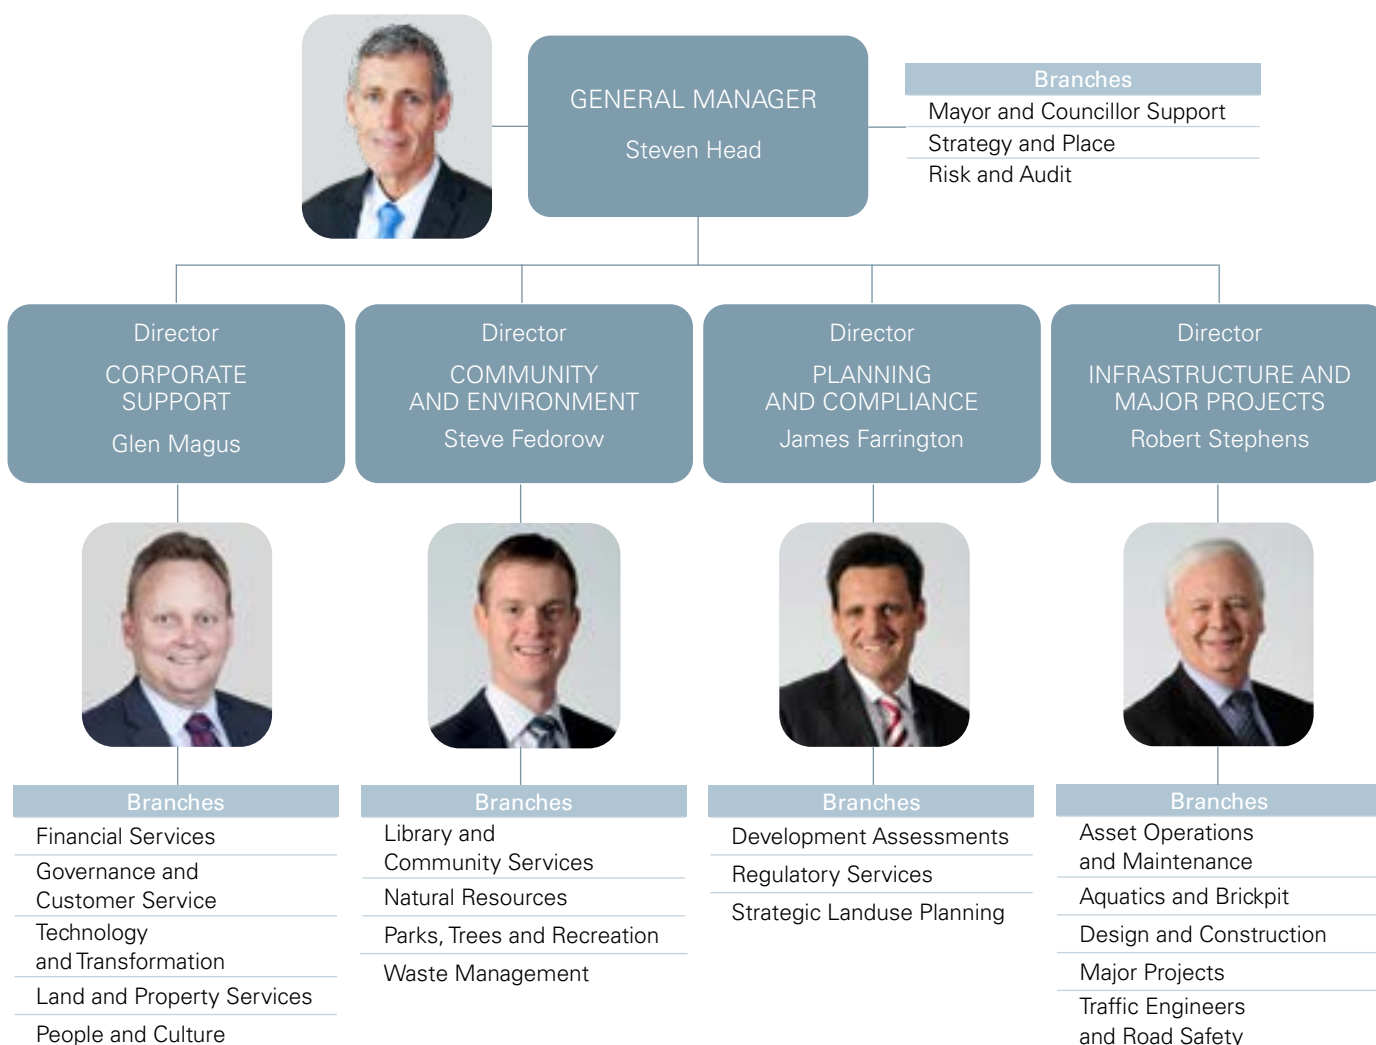 GENERAL MANAGER
Steven Head
Branches
Mayor and Councillor Support
Strategy and Place
Risk and Audit
Director
CORPORATE
SUPPORT
Glen Magus
Director
COMMUNITY
AND ENVIRONMENT
Steve Fedorow
Director
PLANNING
AND COMPLIANCE
James Farrington
Director
INFRASTRUCTURE AND
MAJOR PROJECTS
Robert Stephens
Branches
Financial Services
Governance and
Customer Service
Technology
and Transformation
Land and Property Services
People and Culture
Branches
Library and
Community Services
Natural Resources
Parks, Trees and Recreation
Waste Management
Branches
Development Assessments
Regulatory Services
Strategic Landuse Planning
Branches
Asset Operations
and Maintenance
Aquatics and Brickpit
Design and Construction
Major Projects
Traffic Engineers
and Road Safety